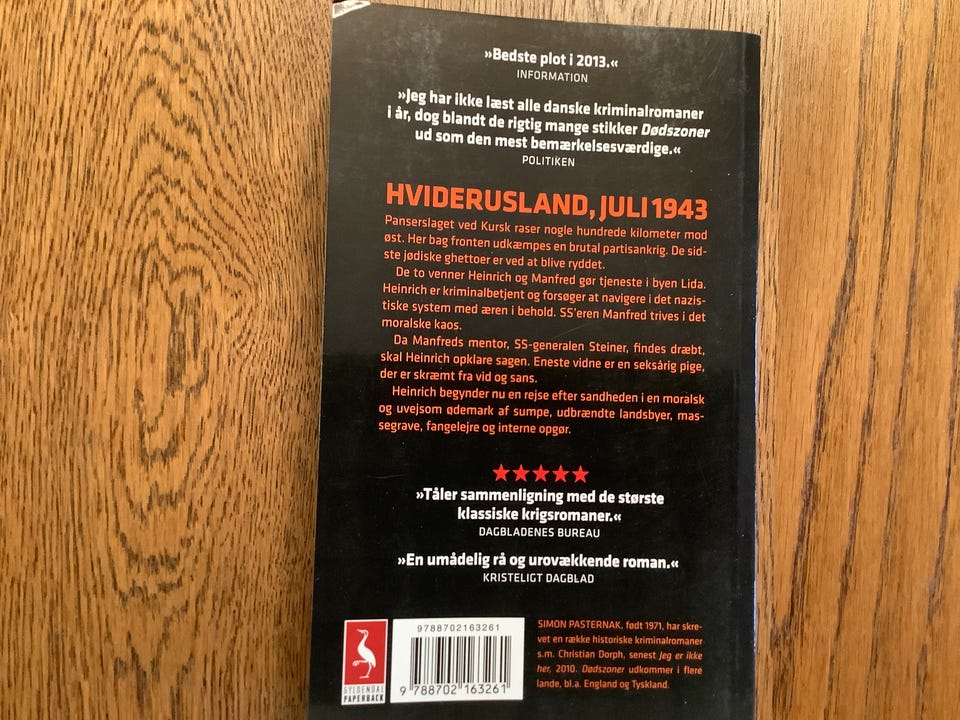 »Bedste plot i 2013.«
INFORMATION
»Jeg har ikke læst alle danske kriminalromaner
i år, dog blandt de rigtig mange stikker Dødszoner
ud som den mest bemærkelsesværdige.«
POLITIKEN
HVIDERUSLAND, JULI 1943
Panserslaget ved Kursk raser nogle hundrede kilometer mod
øst. Her bag fronten udkæmpes en brutal partisankrig. De sid-
ste jødiske ghettoer er ved at blive ryddet.
De to venner Heinrich og Manfred gør tjeneste i byen Lida.
Heinrich er kriminalbetjent og forsøger at navigere i det nazis-
tiske system med æren i behold. SS'eren Manfred trives i det
moralske kaos.
Da Manfreds mentor, SS-generalen Steiner, findes dræbt,
skal Heinrich opklare sagen. Eneste vidne er en seksårig pige,
der er skræmt fra vid og sans.
Heinrich begynder nu en rejse efter sandheden i en moralsk
og uvejsom ødemark af sumpe, udbrændte landsbyer, mas-
segrave, fangelejre og interne opgør.
»Tåler sammenligning med de største
klassiske krigsromaner.«
DAGBLADENES BUREAU
»En umådelig rå og urovækkende roman.«
KRISTELIGT DAGBLAD
GYLDENDAL
PAPERBACK
9788702163261
9 788702 163261
SIMON PASTERNAK, født 1971, har skre-
vet en række historiske kriminalromaner
s.m. Christian Dorph, senest Jeg er ikke
her, 2010. Dødszoner udkommer i flere
lande, bl.a. England og Tyskland.